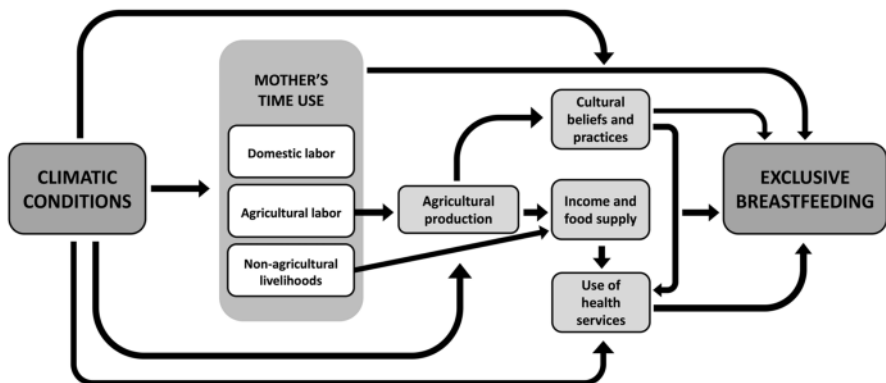 MOTHER'S
TIME USE
Domestic labor
Agricultural labor
Non-agricultural
livelihoods
CLIMATIC
CONDITIONS
Agricultural
production
Cultural
beliefs and
practices
Income and
food supply
Use of
health
services
EXCLUSIVE
BREASTFEEDING